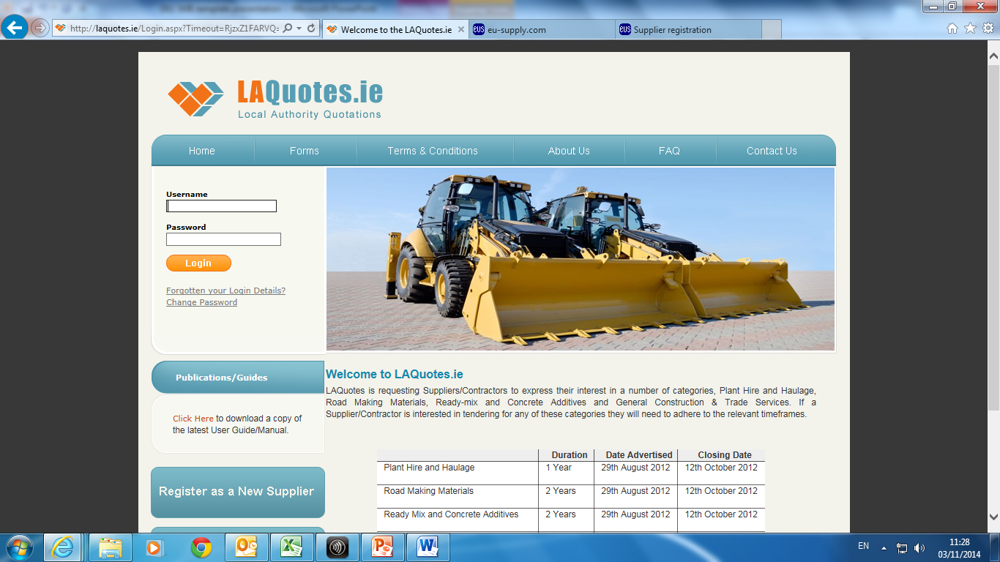 http://laquotes.ie/Login.aspx?Timeout=RjzxZ1FARVQ=
Welcome to the LAQuotes.ie
eu-supply.com
Supplier registration
LAQuotes.ie
Local Authority Quotations
Home Forms Terms & Conditions About Us FAQ Contact Us
Username
Password
Login
Forgotten your Login Details?
Change Password
Publications/Guides
Click Here to download a copy of
the latest User Guide/Manual.
Register as a New Supplier
Welcome to LAQuotes.ie
LAQuotes is requesting Suppliers/Contractors to express their interest in a number of categories, Plant Hire and Haulage,
Road Making Materials, Ready-mix and Concrete Additives and General Construction & Trade Services. If a
Supplier/Contractor is interested in tendering for any of these categories they will need to adhere to the relevant timeframes.
Duration Date Advertised Closing Date
Plant Hire and Haulage 1 Year 29th August 2012 12th October 2012
Road Making Materials 2 Years 29th August 2012 12th October 2012
Ready Mix and Concrete Additives 2 Years 29th August 2012 12th October 2012
EN
11:28
03/11/2014